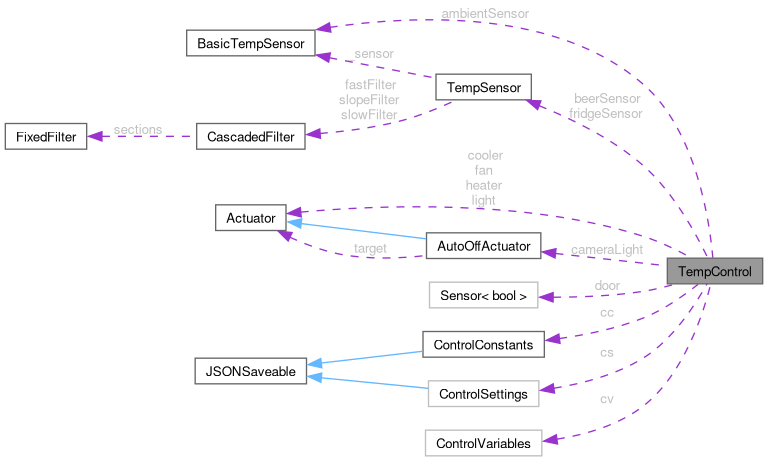 ambientSensor
BasicTempSensor
sensor
TempSensor
fastFilter
slopeFilter
slowFilter
beerSensor
fridgeSensor
FixedFilter
sections
CascadedFilter
cooler
fan
heater
light
Actuator
AutoOffActuator
target
cameraLight
TempControl
door
Sensor< bool >
cc
ControlConstants
cs
JSONSaveable
ControlSettings
cv
ControlVariables